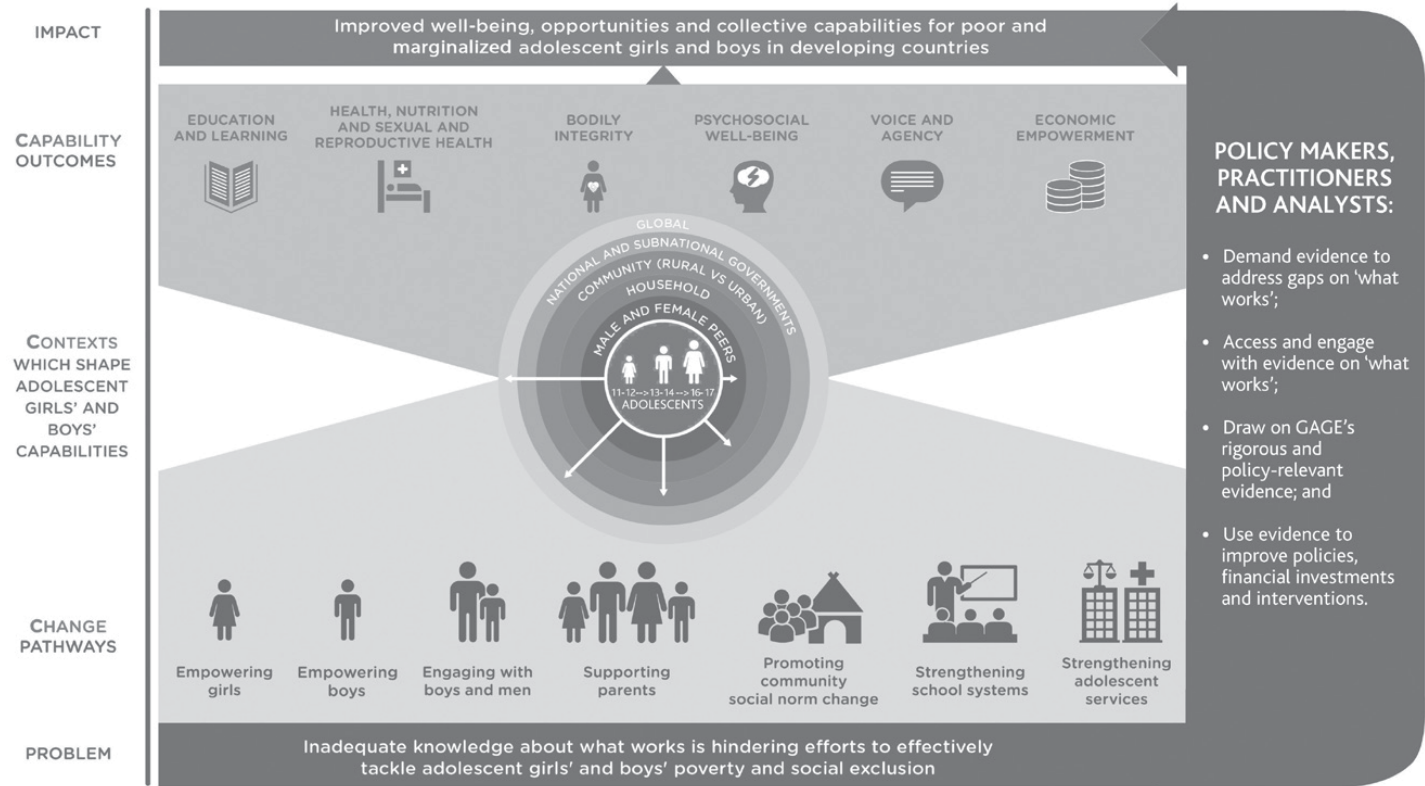 IMPACT
Improved well-being, opportunities and collective capabilities for poor and
marginalized adolescent girls and boys in developing countries
CAPABILITY
OUTCOMES
EDUCATION
AND LEARNING
HEALTH, NUTRITION
AND SEXUAL AND
REPRODUCTIVE HEALTH
BODILY
INTEGRITY
PSYCHOSOCIAL
WELL-BEING
VOICE AND
AGENCY
ECONOMIC
EMPOWERMENT
CONTEXTS
WHICH SHAPE
ADOLESCENT
GIRLS' AND
BOYS'
CAPABILITIES
GLOBAL
NATIONAL AND SUBNATIONAL GOVERNMENTS
COMMUNITY (RURAL VS URBAN)
HOUSEHOLD
MALE AND FEMALE PEERS
11-12-->13-14-->16-17
ADOLESCENTS
CHANGE
PATHWAYS
Empowering
girls
Empowering
boys
Engaging with
boys and men
Supporting
parents
Promoting
community
social norm change
Strengthening
school systems
Strengthening
adolescent
services
PROBLEM
Inadequate knowledge about what works is hindering efforts to effectively
tackle adolescent girls' and boys' poverty and social exclusion
POLICY MAKERS,
PRACTITIONERS
AND ANALYSTS:
• Demand evidence to
address gaps on 'what
works';
• Access and engage
with evidence on 'what
works';
• Draw on GAGE's
rigorous and
policy-relevant
evidence; and
• Use evidence to
improve policies,
financial investments
and interventions.